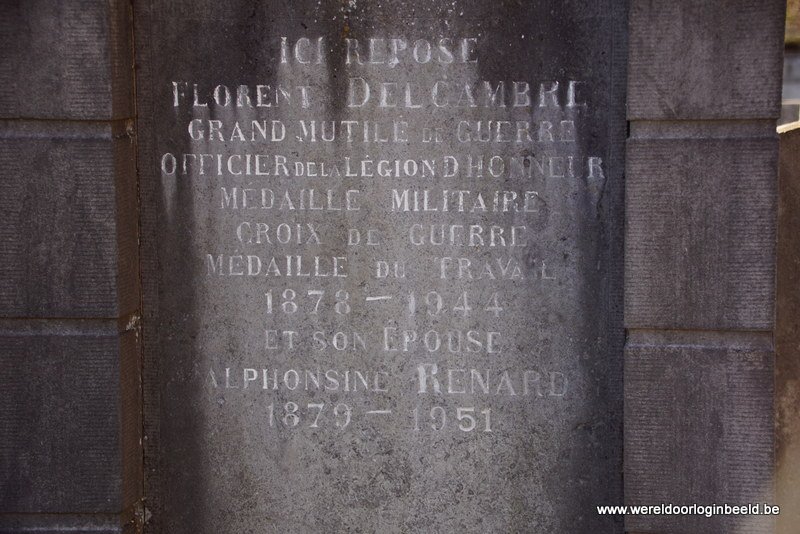 ICI REPOSE
FLORENT DELCAMBRE
GRAND MUTILÉ DE GUERRE
OFFICIER DE LA LÉGION D HONNEUR
MÉDAILLE MILITAIRE
CROIX DE GUERRE
MÉDAILLE DU TRAVAIL
1878 - 1944
ET SON ÉPOUSE
ALPHONSINE RENARD
1879 - 1951
www.wereldoorloginbeeld.be